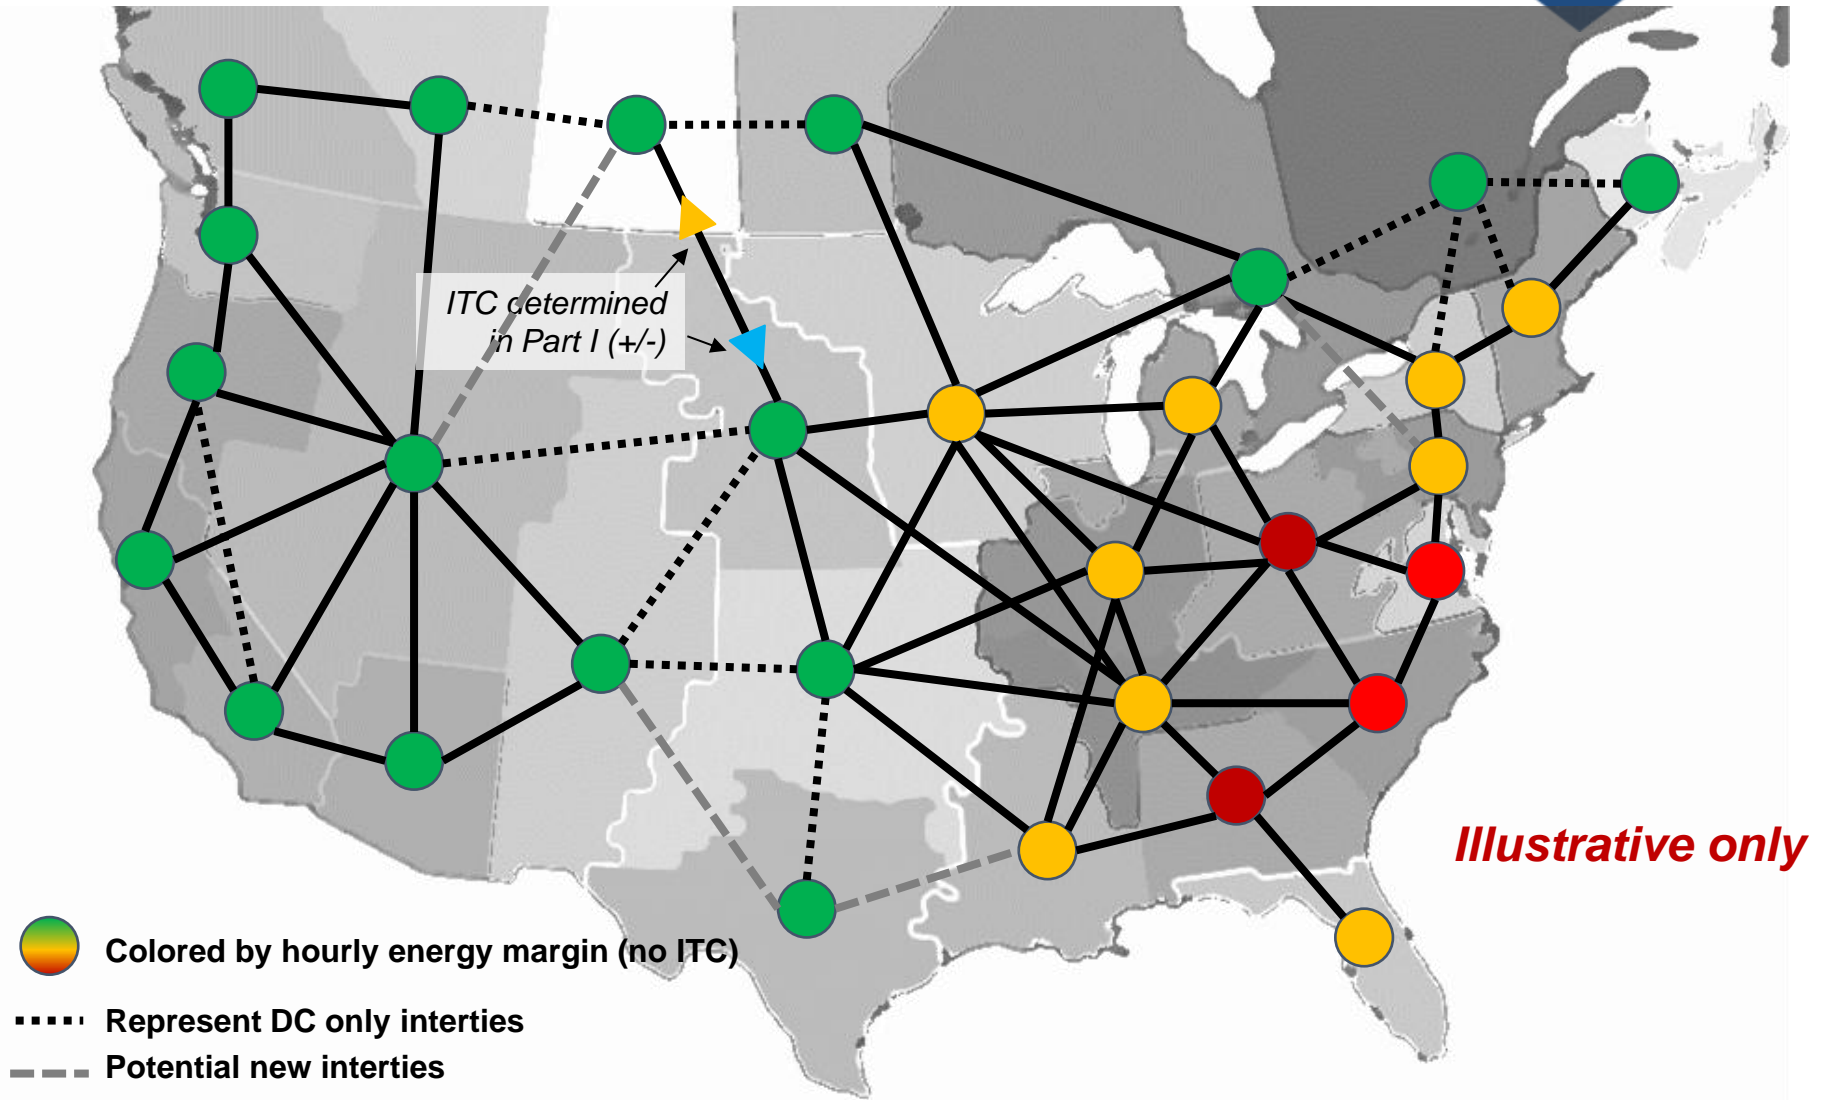 ITC determined
in Part I (+/-)
Illustrative only
Colored by hourly energy margin (no ITC)
Represent DC only interties
Potential new interties